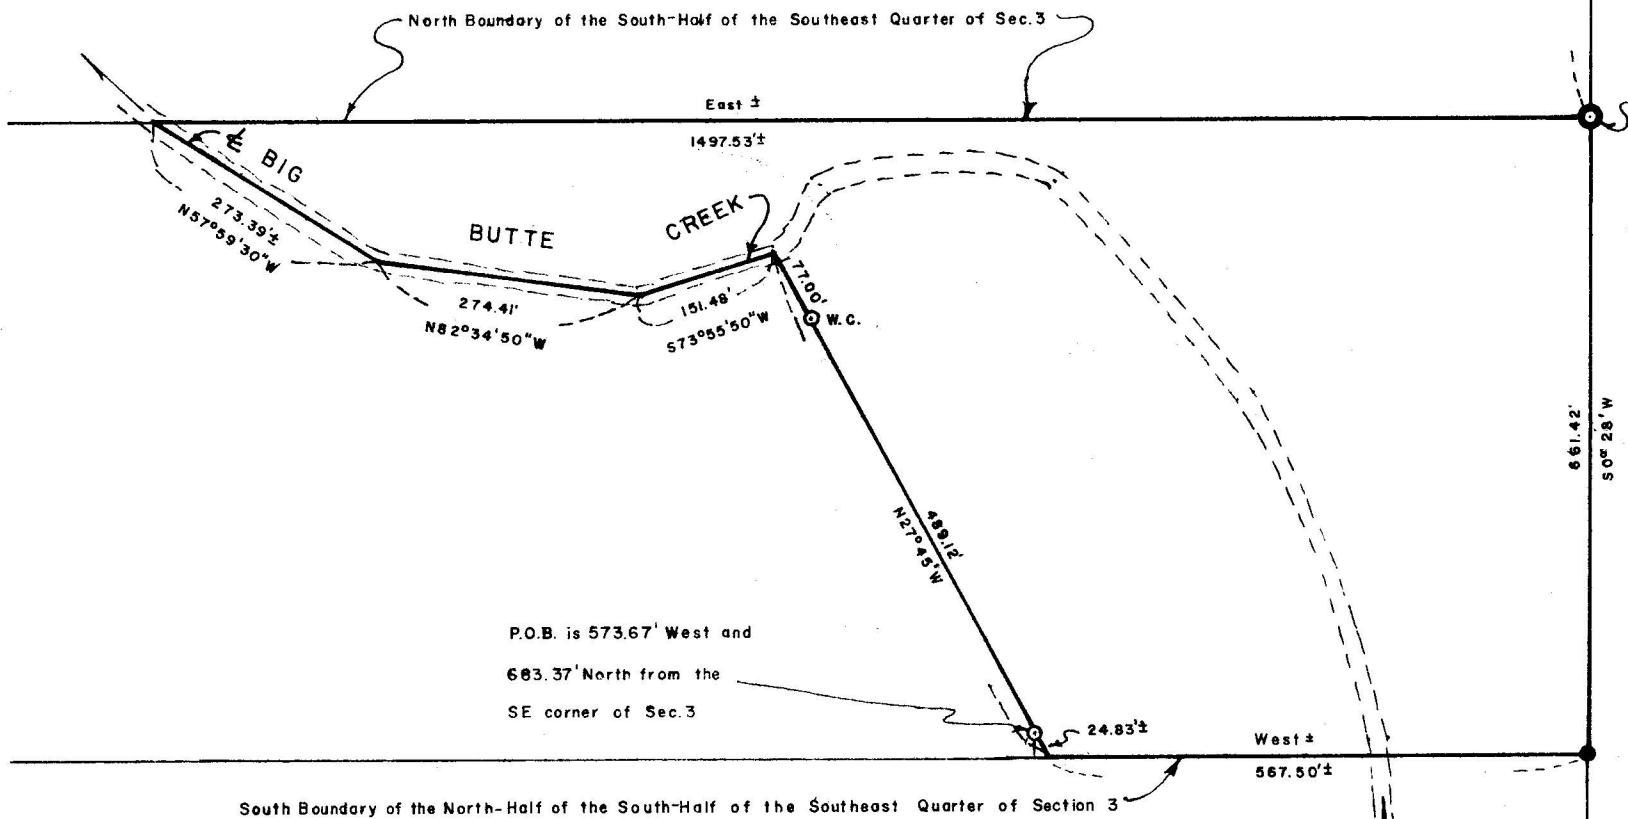 North Boundary of the South-Half of the Southeast Quarter of Sec.3
East ±
1497.53'±
℄ BIG
BUTTE
CREEK
273.39'±
N57°59'30"W
274.41'
N82°34'50"W
151.48'
S73°55'50"W
77.00'
W.C.
489.12'
N27°45'W
661.42'
S0°28'W
P.O.B. is 573.67' West and
683.37' North from the
SE corner of Sec.3
24.83'±
West ±
567.50'±
South Boundary of the North-Half of the South-Half of the Southeast Quarter of Section 3